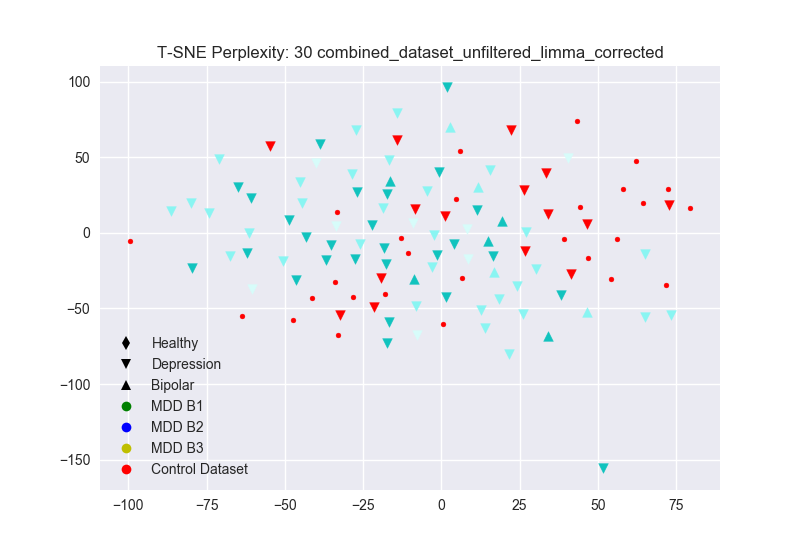 T-SNE Perplexity: 30 combined_dataset_unfiltered_limma_corrected
100
50
0
−50
−100
−150
Healthy
Depression
Bipolar
MDD B1
MDD B2
MDD B3
Control Dataset
−100 −75 −50 −25 0 25 50 75